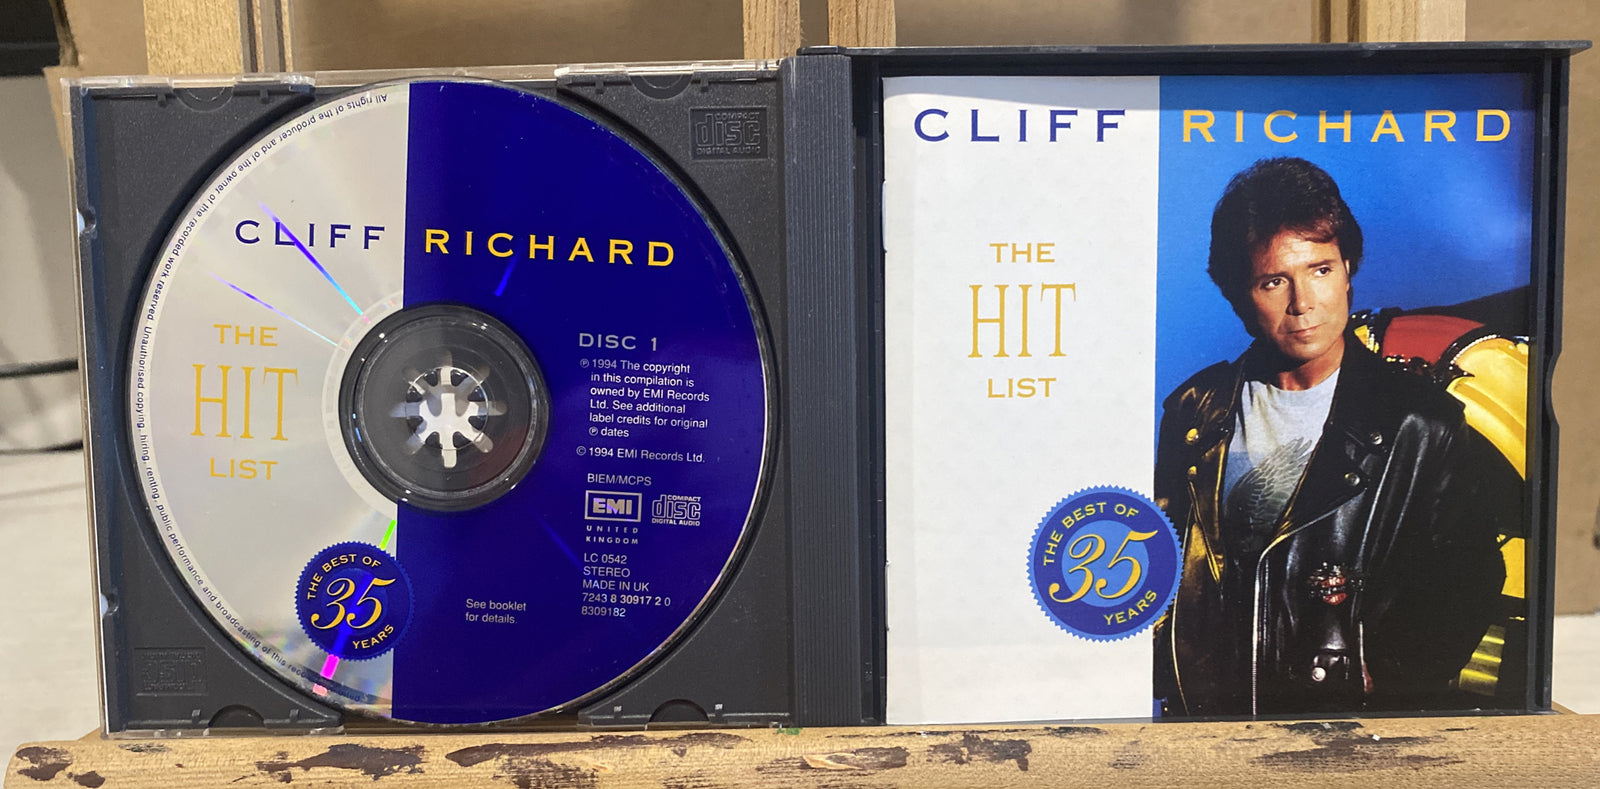 All rights of the producer and of the owner of the recorded work reserved. Unauthorised copying, hiring, renting, public performance and broadcasting of this
CLIFF RICHARD
THE
HIT
LIST
THE BEST OF
35
YEARS
DISC 1
℗ 1994 The copyright
in this compilation is
owned by EMI Records
Ltd. See additional
label credits for original
℗ dates
© 1994 EMI Records Ltd.
BIEM/MCPS
EMI
UNITED
KINGDOM
COMPACT
disc
DIGITAL AUDIO
LC 0542
STEREO
MADE IN UK
7243 8 30917 2 0
8309182
See booklet
for details.
COMPACT
disc
DIGITAL AUDIO
CLIFF RICHARD
THE
HIT
LIST
THE BEST OF
35
YEARS